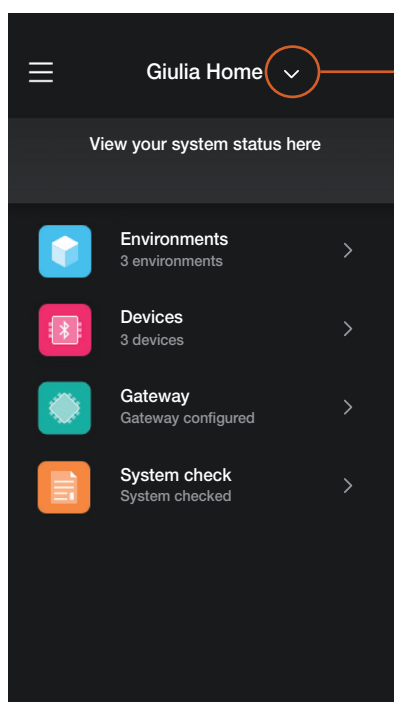 Giulia Home
View your system status here
Environments
3 environments
Devices
3 devices
Gateway
Gateway configured
System check
System checked